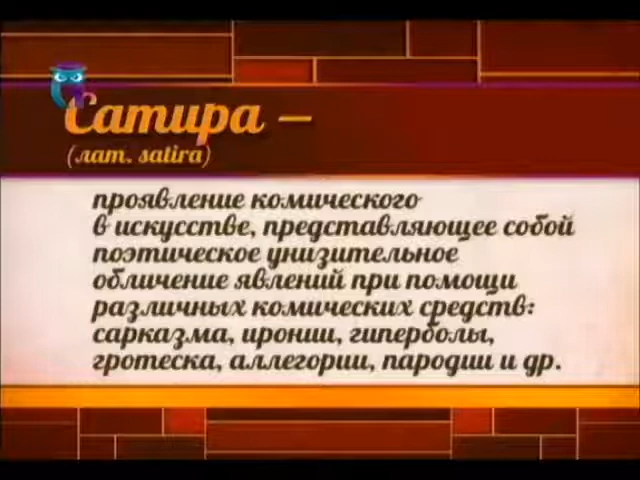 Сатира –
(лат. satira)
проявление комического
в искусстве, представляющее собой
поэтическое унизительное
обличение явлений при помощи
различных комических средств:
сарказма, иронии, гиперболы,
гротеска, аллегории, пародии и др.